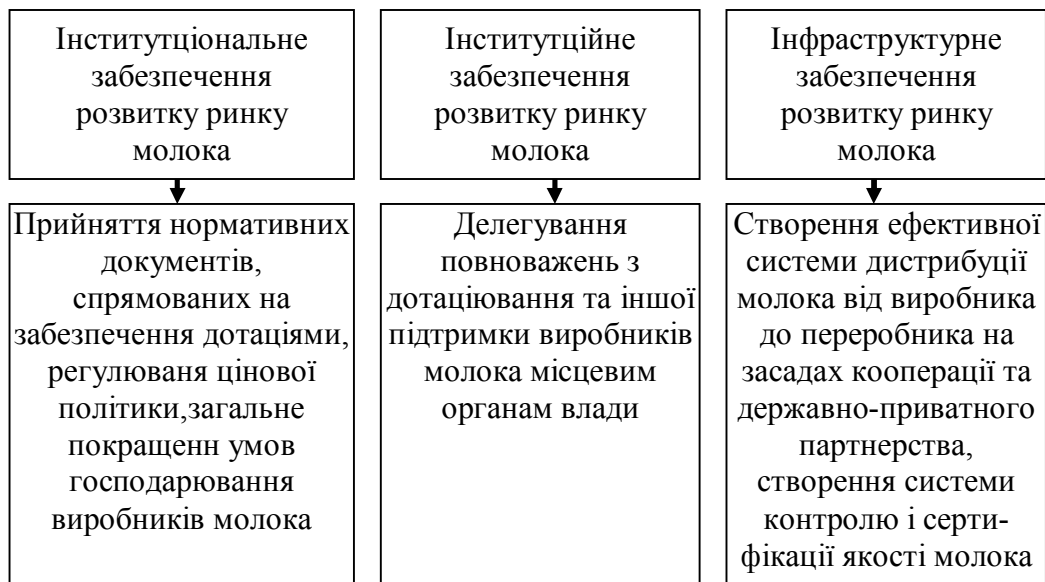 Інститутціональне
забезпечення
розвитку ринку
молока
Інститутційне
забезпечення
розвитку ринку
молока
Інфраструктурне
забезпечення
розвитку ринку
молока
Прийняття нормативних
документів,
спрямованих на
забезпечення дотаціями,
регулюваня цінової
політики,загальне
покращенн умов
господарювання
виробників молока
Делегування
повноважень з
дотаціювання та іншої
підтримки виробників
молока місцевим
органам влади
Створення ефективної
системи дистрибуції
молока від виробника
до переробника на
засадах кооперації та
державно-приватного
партнерства,
створення системи
контролю і серти-
фікації якості молока